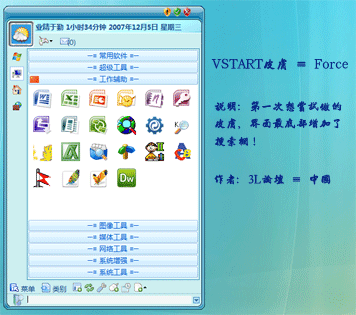 业精于勤 1小时34分钟 2007年12月5日 星期三
(0)
-=常用软件=-
-=超级工具=-
-=工作辅助=-
-=图像工具=-
-=媒体工具=-
-=网络工具=-
-=系统增强=-
-=系统工具=-
菜单 类别
VSTART皮肤 = Force
说明: 第一次想尝试做的
皮肤, 界面最底部增加了
搜索栏!
作者: 3L论坛 = 中国
Dw